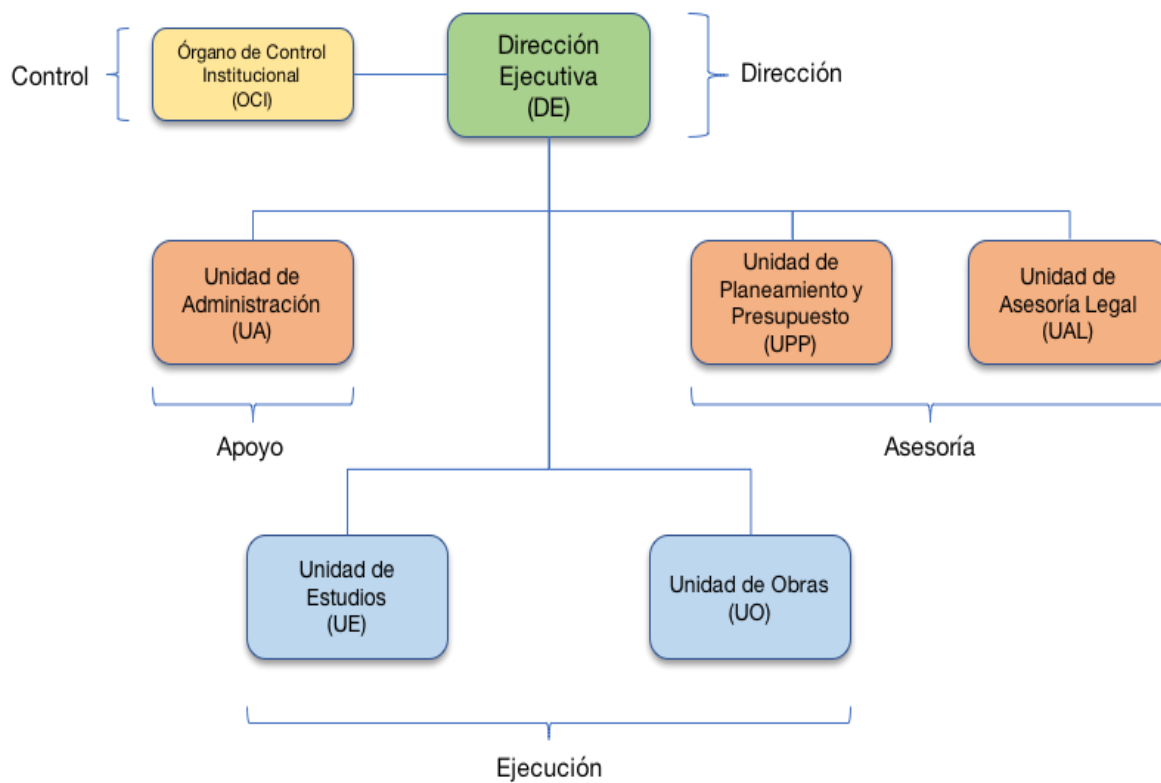 Control
Órgano de Control
Institucional
(OCI)
Dirección
Ejecutiva
(DE)
Dirección
Unidad de
Administración
(UA)
Unidad de
Planeamiento y
Presupuesto
(UPP)
Unidad de
Asesoría Legal
(UAL)
Apoyo
Asesoría
Unidad de
Estudios
(UE)
Unidad de Obras
(UO)
Ejecución